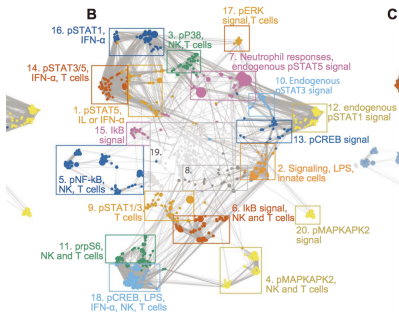 B
C
17. pERK
signal,T cells
16. pSTAT1,
IFN-α
3. pP38,
NK,T cells
7. Neutrophil responses,
endogenous pSTAT5 signal
14. pSTAT3/5,
IFN-α, T cells
10. Endogenous
pSTAT3 signal
12. endogenous
pSTAT1 signal
1. pSTAT5,
IL or IFN-α
15. IkB
signal
13. pCREB signal
19.
8.
2. Signaling, LPS,
innate cells
5. pNF-kB,
NK, T cells
9. pSTAT1/3,
T cells
6. IkB signal,
NK and T cells
20. pMAPKAPK2
signal
11. prpS6,
NK and T cells
4. pMAPKAPK2,
NK and T cells
18. pCREB, LPS,
IFN-α, NK, T cells